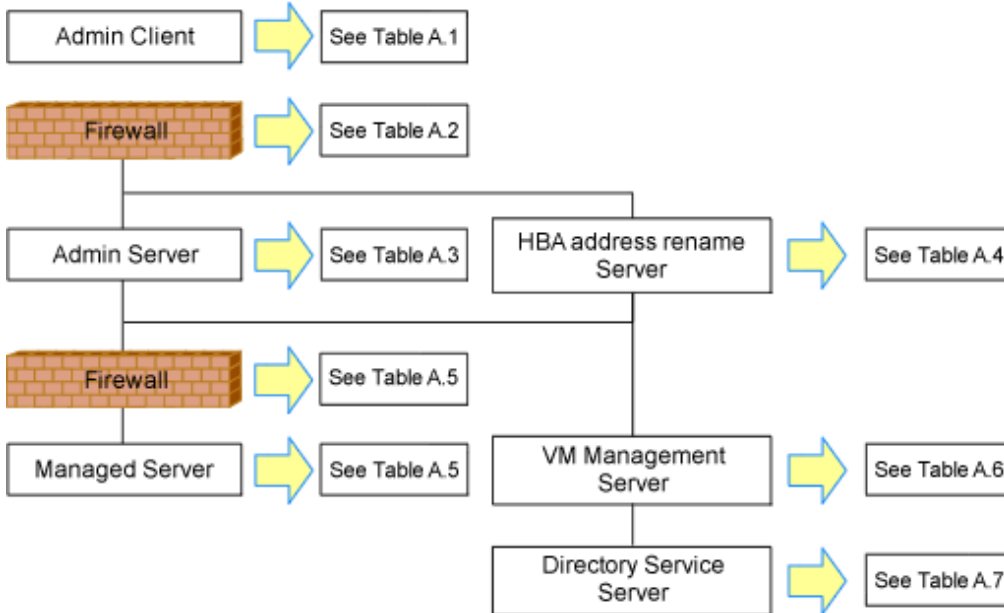 Admin Client
See Table A.1
Firewall
See Table A.2
Admin Server
See Table A.3
HBA address rename
Server
See Table A.4
Firewall
See Table A.5
Managed Server
See Table A.5
VM Management
Server
See Table A.6
Directory Service
Server
See Table A.7